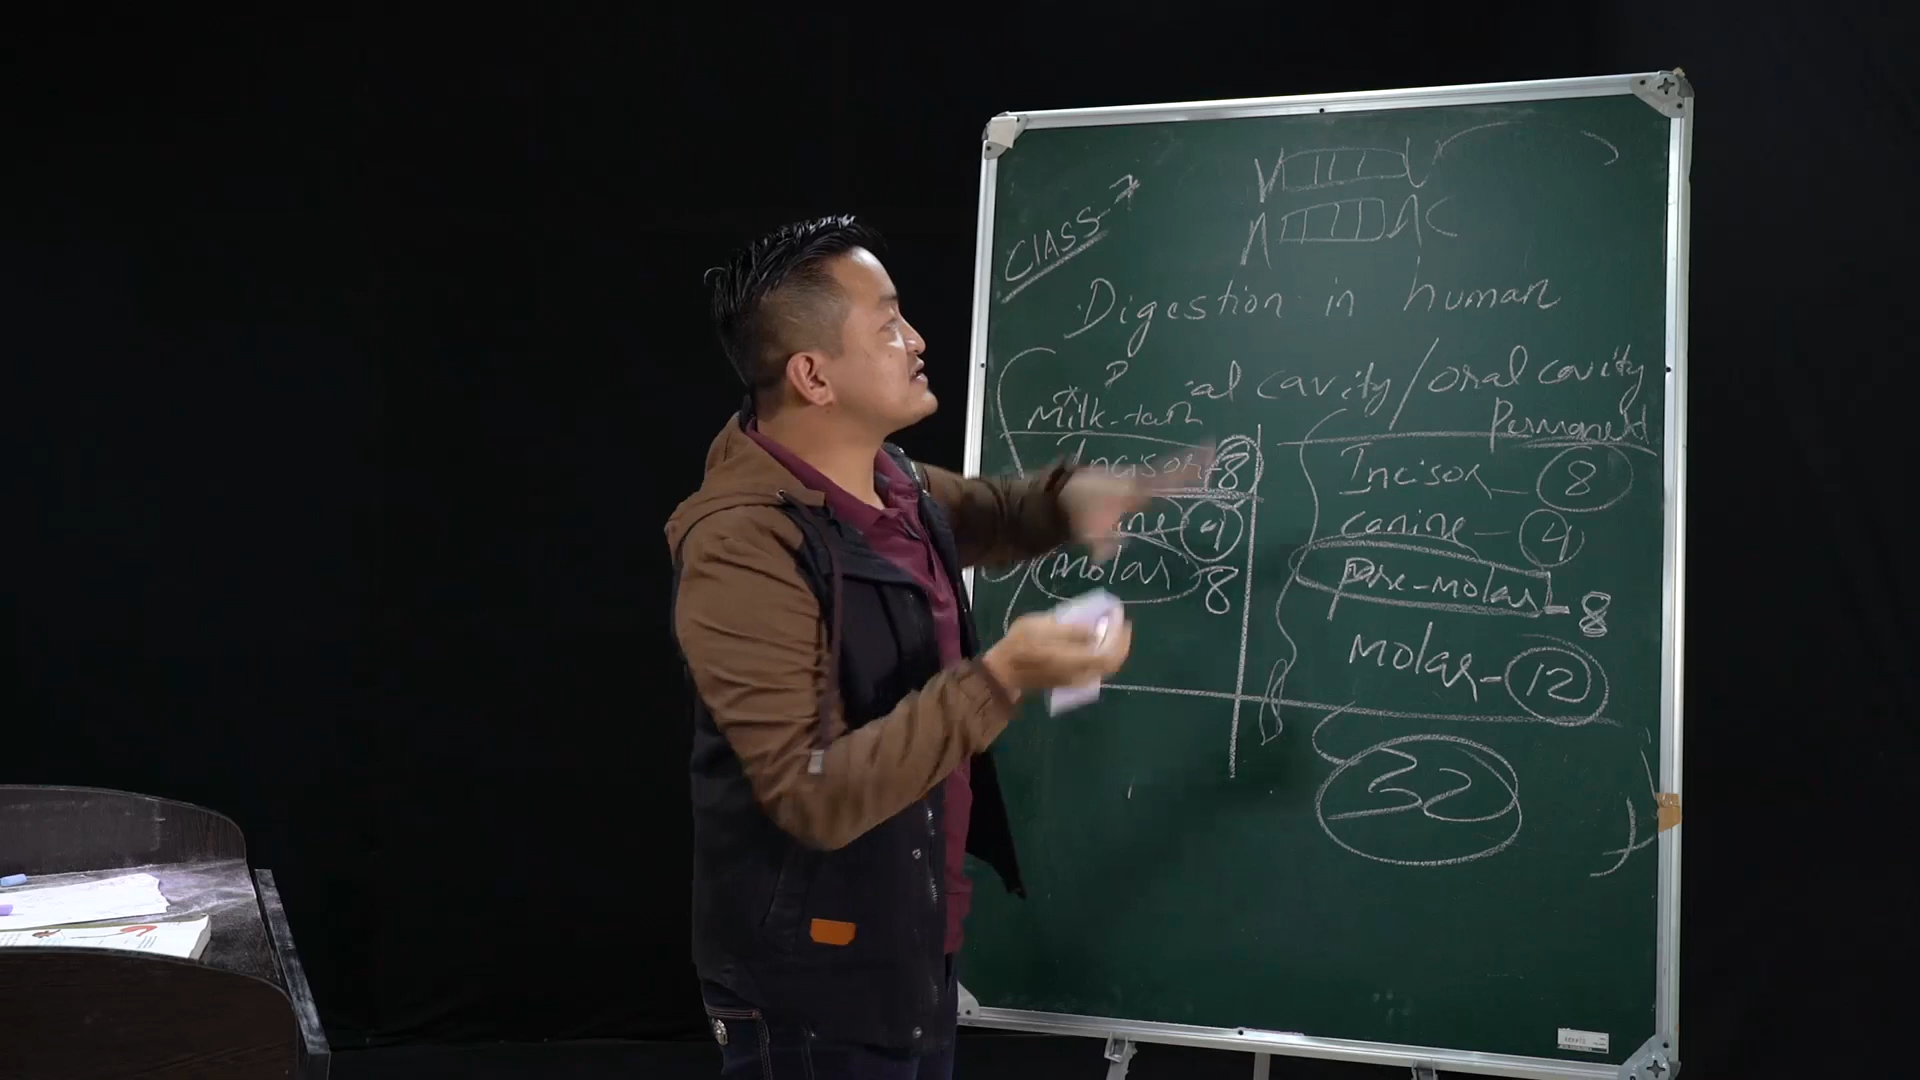 CLASS-7
Digestion in human
al cavity/oral cavity
Milk-teeth
Permanent
Incisor-8
ine 4
Molar-8
Incisor-8
canine-4
pre-molar-8
Molar-12
32